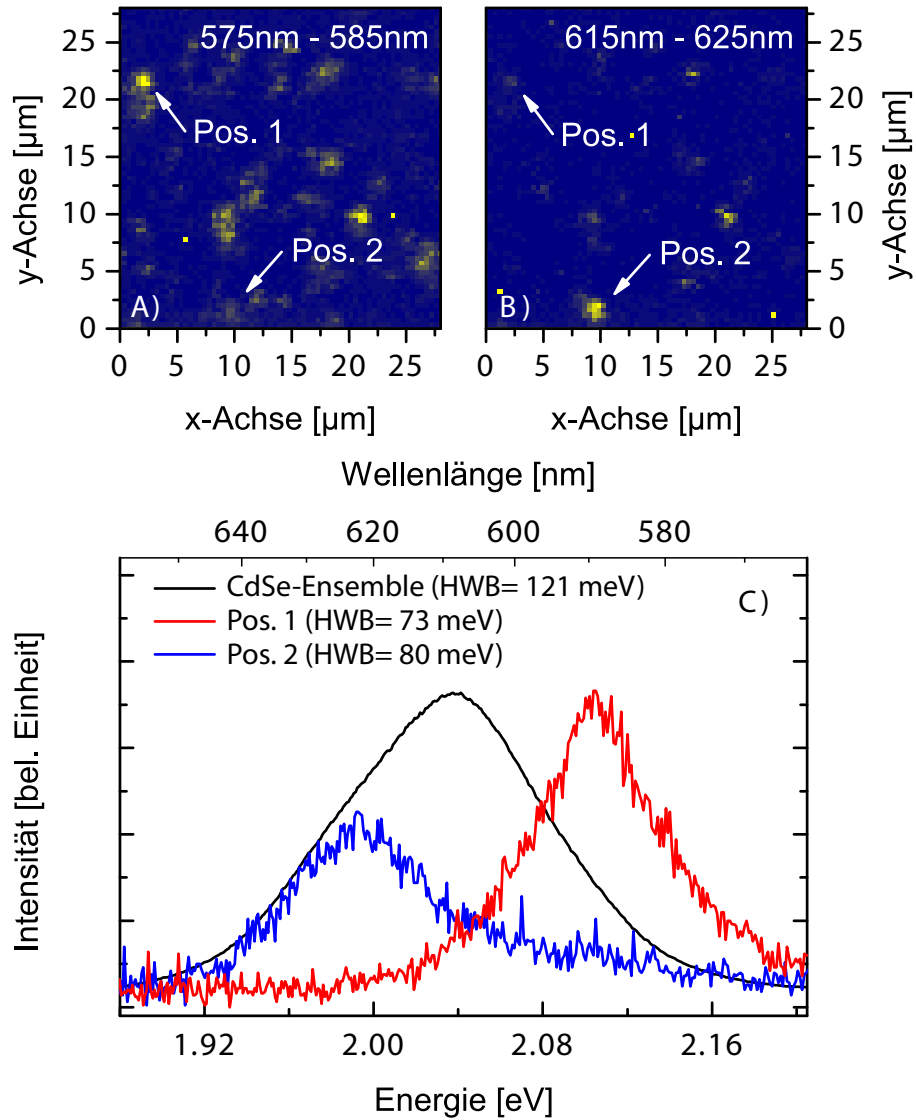 575nm - 585nm
615nm - 625nm
y-Achse [µm]
25
20
15
10
5
0
Pos. 1
Pos. 2
A)
Pos. 1
Pos. 2
B)
25
20
15
10
5
0
y-Achse [µm]
0 5 10 15 20 25
0 5 10 15 20 25
x-Achse [µm]
x-Achse [µm]
Wellenlänge [nm]
640 620 600 580
CdSe-Ensemble (HWB= 121 meV)
Pos. 1 (HWB= 73 meV)
Pos. 2 (HWB= 80 meV)
C)
Intensität [bel. Einheit]
1.92 2.00 2.08 2.16
Energie [eV]